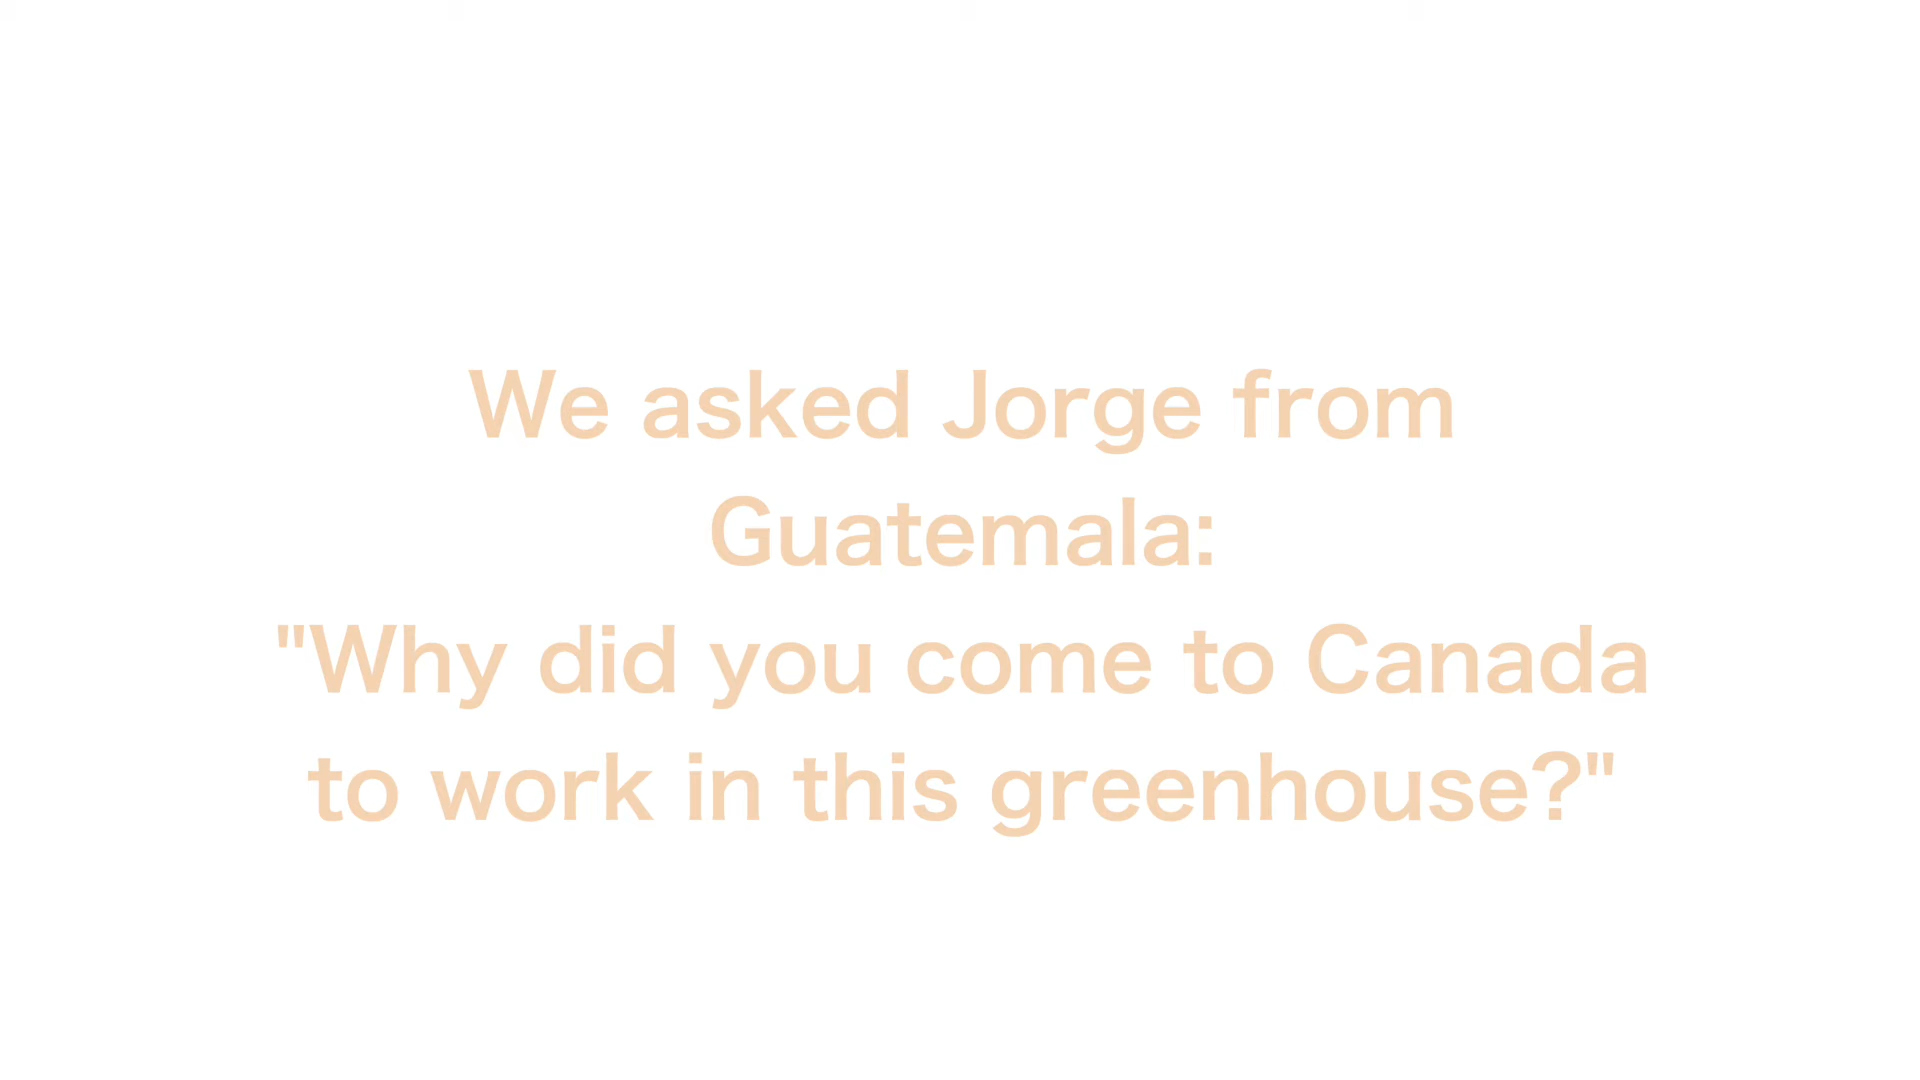 We asked Jorge from
Guatemala:
"Why did you come to Canada
to work in this greenhouse?"